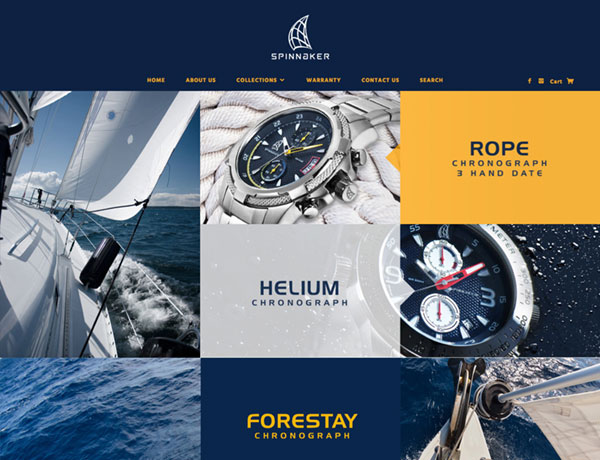 SPINNAKER
HOME ABOUT US COLLECTIONS WARRANTY CONTACT US SEARCH Cart
ROPE
CHRONOGRAPH
3 HAND DATE
HELIUM
CHRONOGRAPH
FORESTAY
CHRONOGRAPH